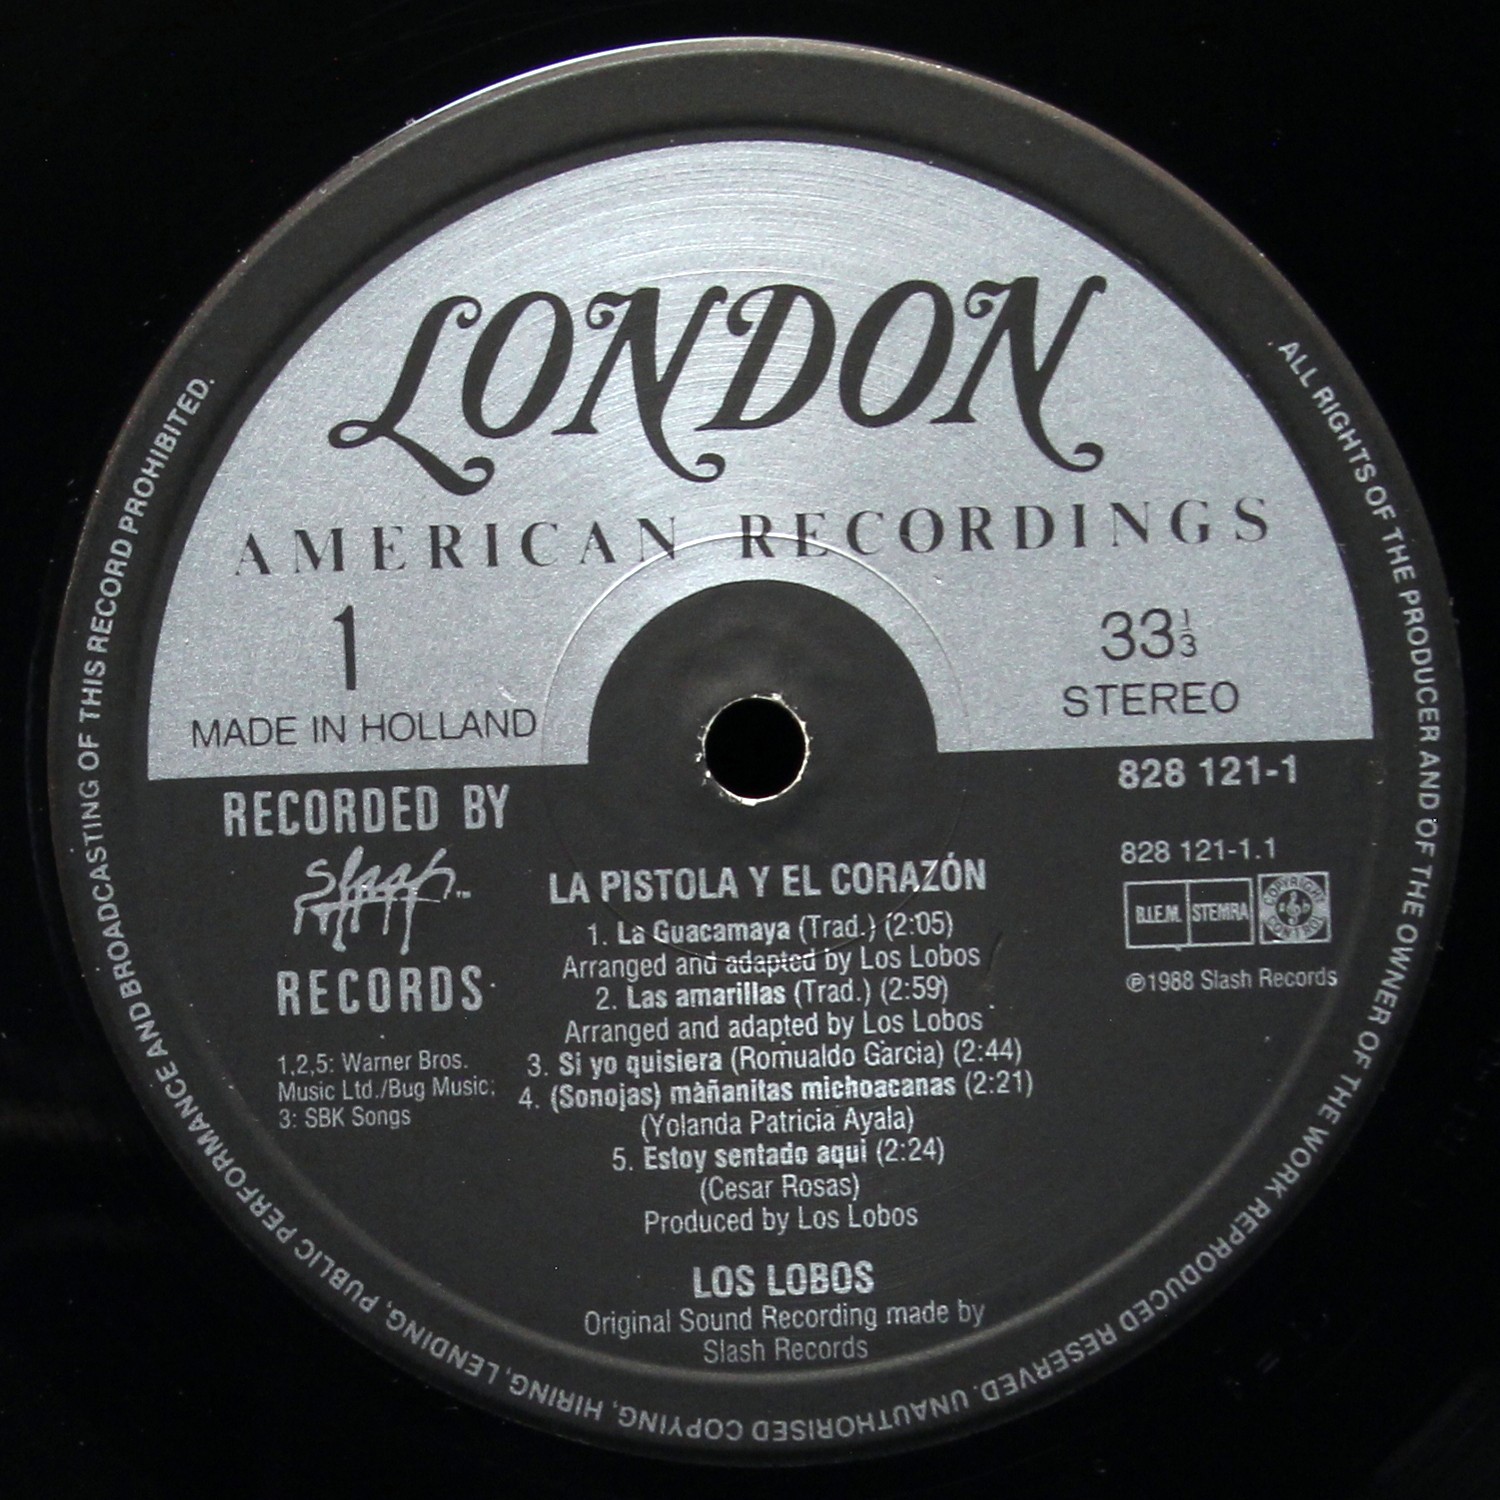 LONDON
AMERICAN RECORDINGS
1
MADE IN HOLLAND
33 1/3
STEREO
RECORDED BY
slash™
RECORDS
828 121-1
828 121-1.1
B.I.E.M. STEMRA
COPYRIGHT CONTROL
℗1988 Slash Records
1,2,5: Warner Bros.
Music Ltd./Bug Music;
3: SBK Songs
LA PISTOLA Y EL CORAZÓN
1. La Guacamaya (Trad.) (2:05)
Arranged and adapted by Los Lobos
2. Las amarillas (Trad.) (2:59)
Arranged and adapted by Los Lobos
3. Si yo quisiera (Romualdo Garcia) (2:44)
4. (Sonojas) mañanitas michoacanas (2:21)
(Yolanda Patricia Ayala)
5. Estoy sentado aqui (2:24)
(Cesar Rosas)
Produced by Los Lobos
LOS LOBOS
Original Sound Recording made by
Slash Records
ALL RIGHTS OF THE PRODUCER AND OF THE OWNER OF THE WORK REPRODUCED RESERVED. UNAUTHORISED COPYING, HIRING, LENDING, PUBLIC PERFORMANCE AND BROADCASTING OF THIS RECORD PROHIBITED.